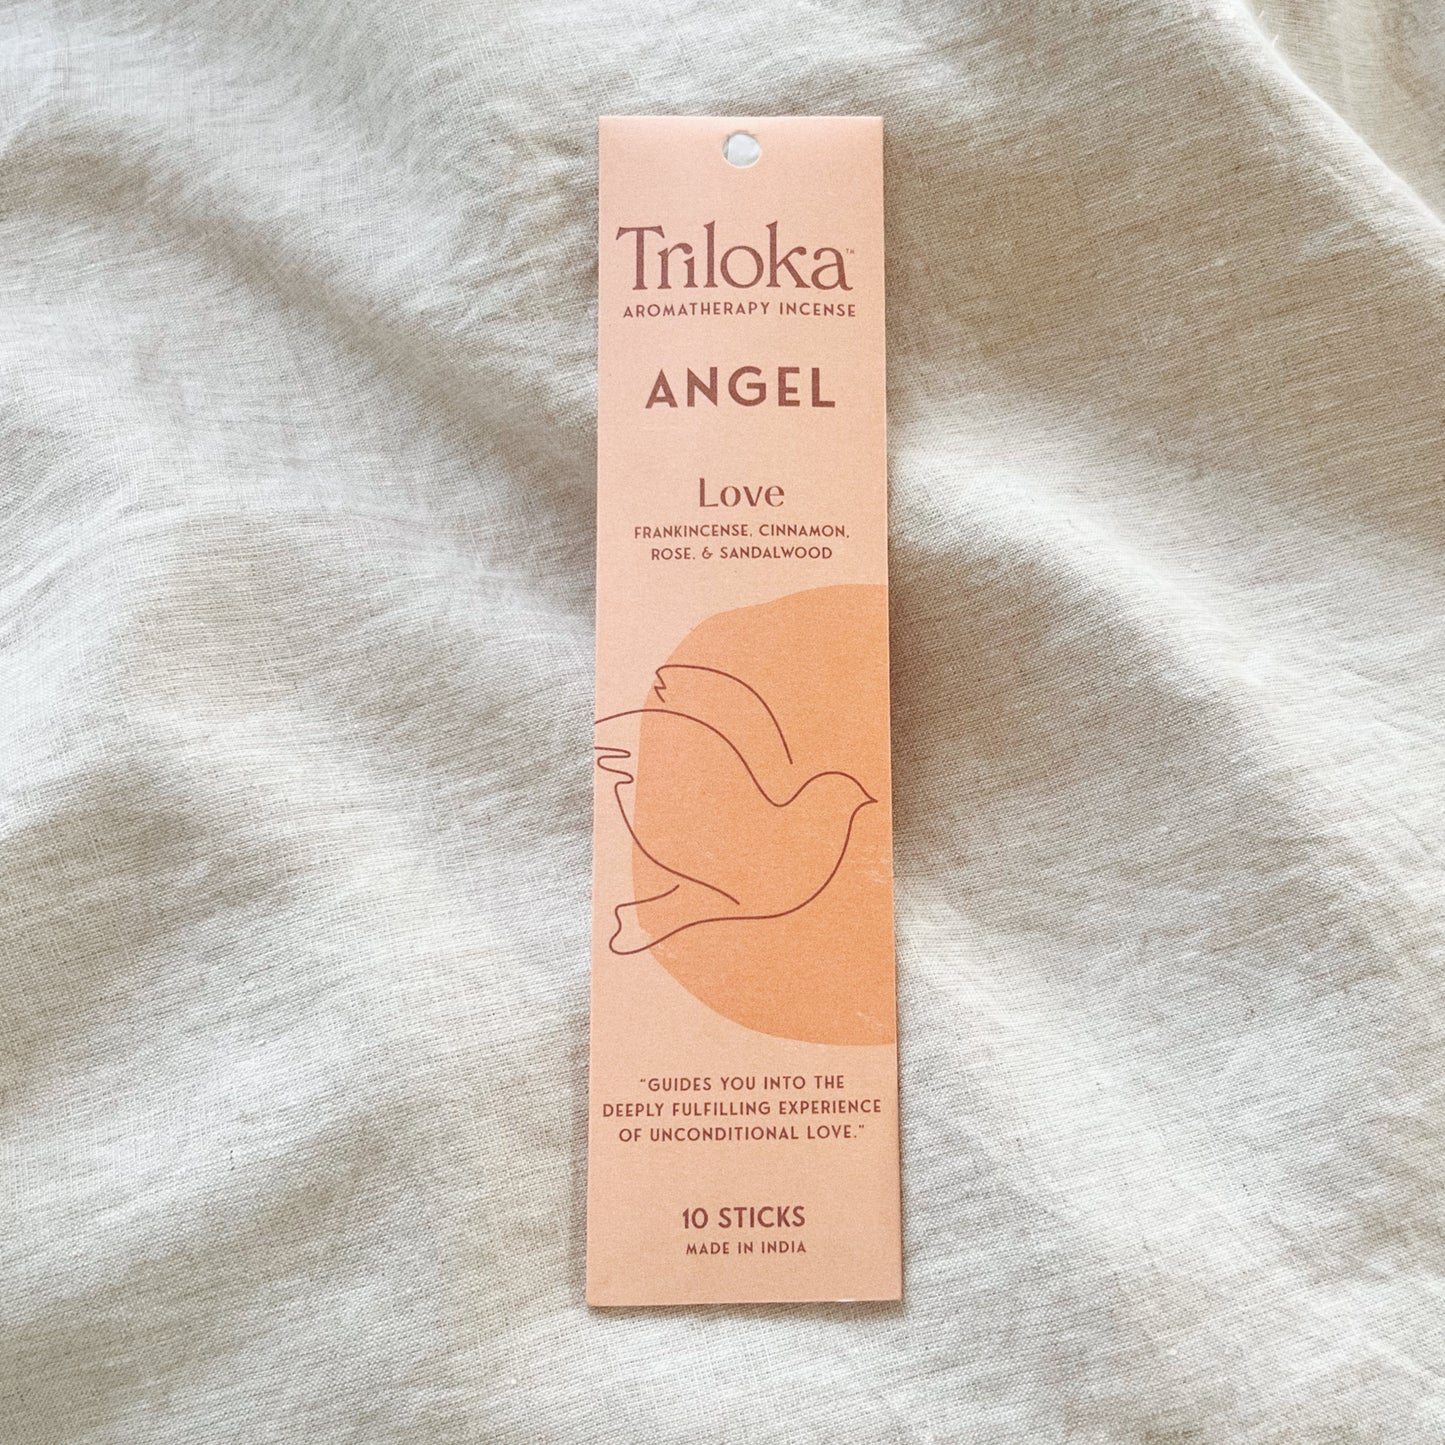 Triloka™
AROMATHERAPY INCENSE
ANGEL
Love
FRANKINCENSE, CINNAMON,
ROSE, & SANDALWOOD
"GUIDES YOU INTO THE
DEEPLY FULFILLING EXPERIENCE
OF UNCONDITIONAL LOVE."
10 STICKS
MADE IN INDIA